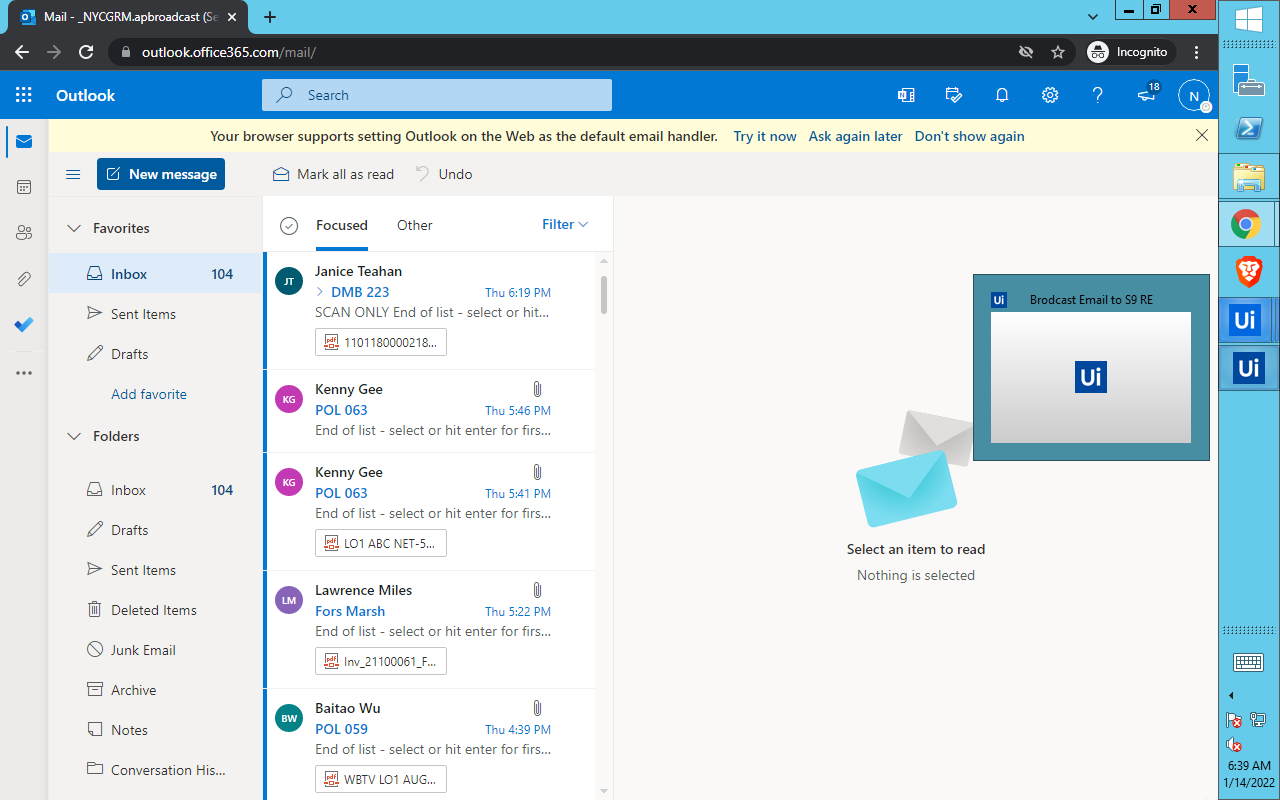 Mail - _NYCGRM.apbroadcast (Se
outlook.office365.com/mail/
Incognito
Outlook
Search
18
N
Your browser supports setting Outlook on the Web as the default email handler. Try it now Ask again later Don't show again
New message
Mark all as read
Undo
Favorites
Inbox 104
Sent Items
Drafts
Add favorite
Folders
Inbox 104
Drafts
Sent Items
Deleted Items
Junk Email
Archive
Notes
Conversation His...
Focused
Other
Filter
JT
Janice Teahan
DMB 223 Thu 6:19 PM
SCAN ONLY End of list - select or hit...
pdf 1101180000218...
KG
Kenny Gee
POL 063 Thu 5:46 PM
End of list - select or hit enter for firs...
KG
Kenny Gee
POL 063 Thu 5:41 PM
End of list - select or hit enter for firs...
pdf LO1 ABC NET-5...
LM
Lawrence Miles
Fors Marsh Thu 5:22 PM
End of list - select or hit enter for firs...
pdf Inv_21100061_F...
BW
Baitao Wu
POL 059 Thu 4:39 PM
End of list - select or hit enter for firs...
pdf WBTV LO1 AUG...
Ui Brodcast Email to S9 RE
Ui
Select an item to read
Nothing is selected
Ui
Ui
6:39 AM
1/14/2022